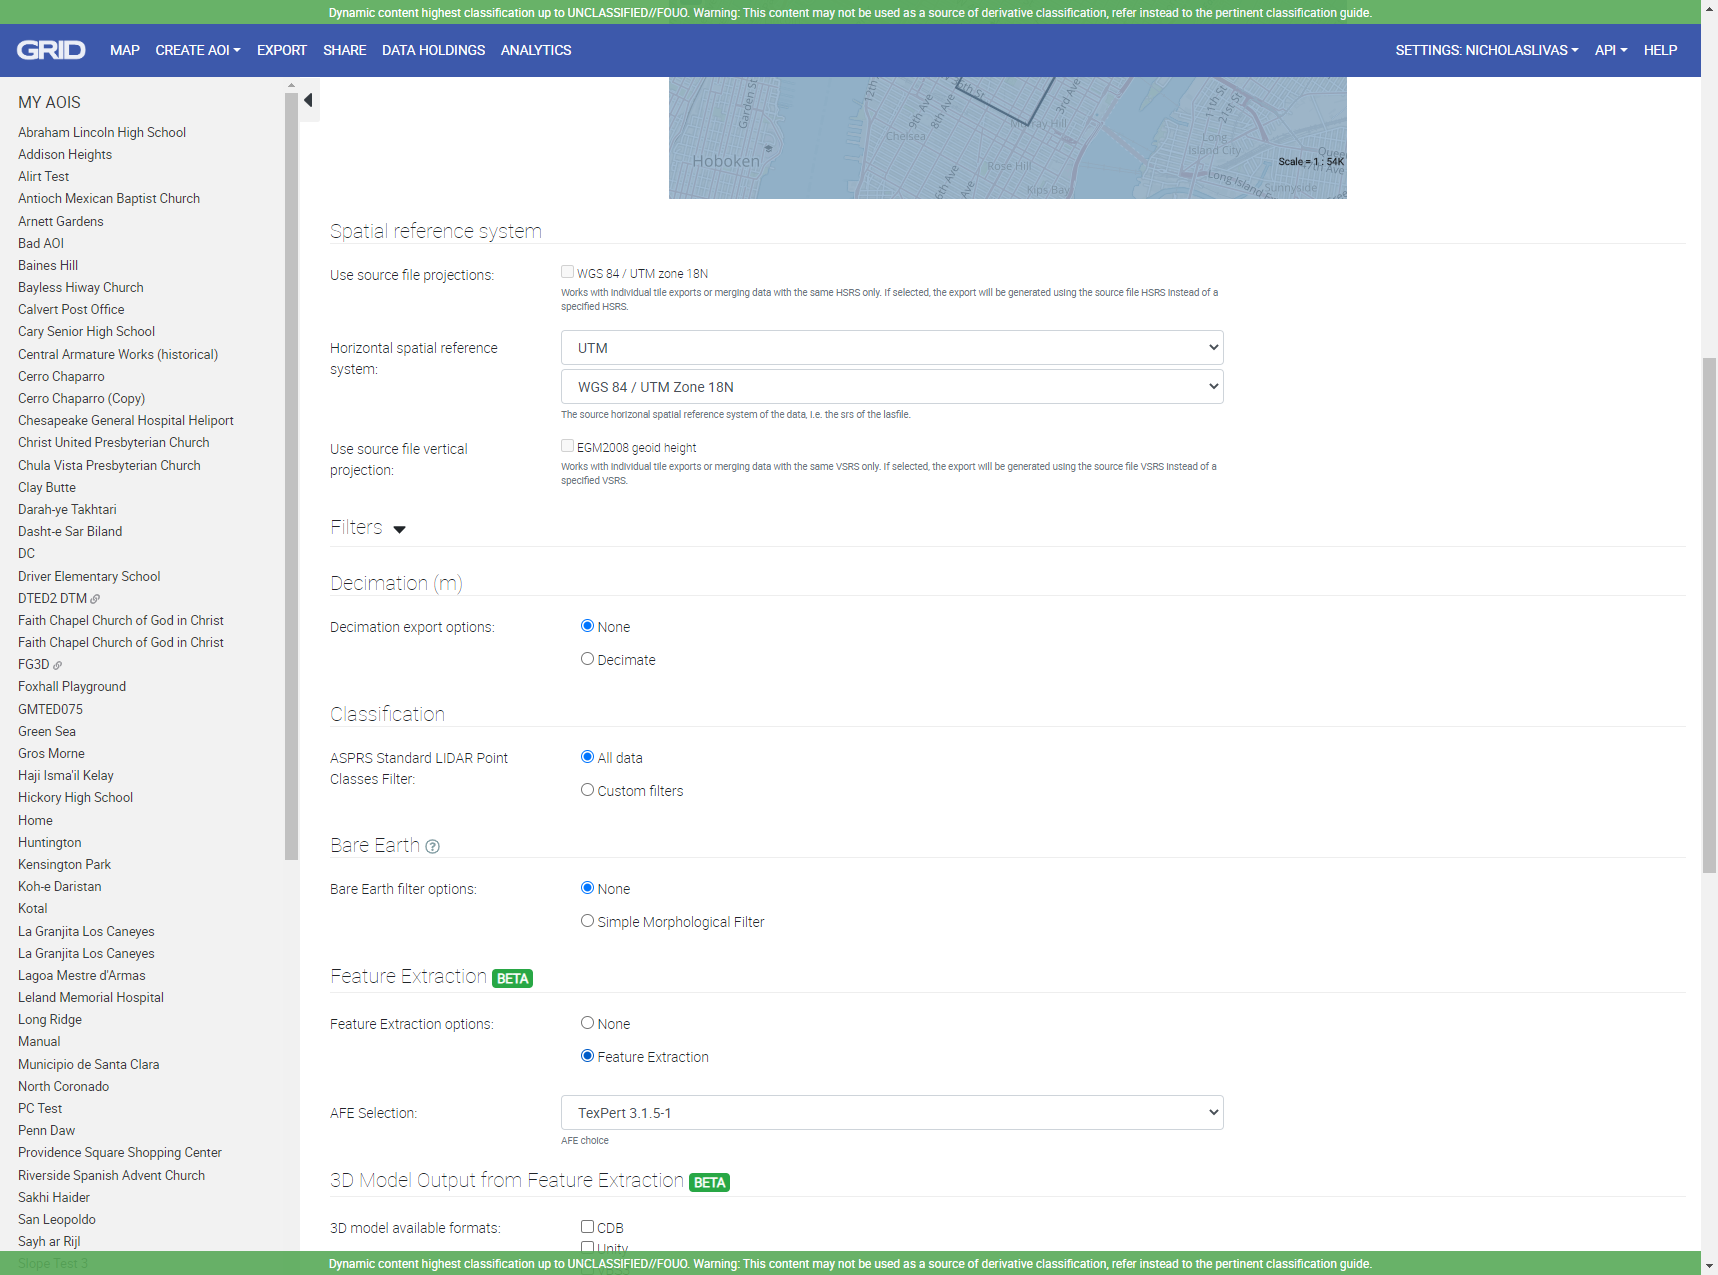 Dynamic content highest classification up to UNCLASSIFIED//FOUO. Warning: This content may not be used as a source of derivative classification, refer instead to the pertinent classification guide.
GRID MAP CREATE AOI EXPORT SHARE DATA HOLDINGS ANALYTICS SETTINGS: NICHOLASLIVAS API HELP
MY AOIS
Abraham Lincoln High School
Addison Heights
Alirt Test
Antioch Mexican Baptist Church
Arnett Gardens
Bad AOI
Baines Hill
Bayless Hiway Church
Calvert Post Office
Cary Senior High School
Central Armature Works (historical)
Cerro Chaparro
Cerro Chaparro (Copy)
Chesapeake General Hospital Heliport
Christ United Presbyterian Church
Chula Vista Presbyterian Church
Clay Butte
Darah-ye Takhtari
Dasht-e Sar Biland
DC
Driver Elementary School
DTED2 DTM
Faith Chapel Church of God in Christ
Faith Chapel Church of God in Christ
FG3D
Foxhall Playground
GMTED075
Green Sea
Gros Morne
Haji Isma'il Kelay
Hickory High School
Home
Huntington
Kensington Park
Koh-e Daristan
Kotal
La Granjita Los Caneyes
La Granjita Los Caneyes
Lagoa Mestre d'Armas
Leland Memorial Hospital
Long Ridge
Manual
Municipio de Santa Clara
North Coronado
PC Test
Penn Daw
Providence Square Shopping Center
Riverside Spanish Advent Church
Sakhi Haider
San Leopoldo
Sayh ar Rijl
Slope Test 3
Garden St
12th Ave
9th Ave
8th Ave
3rd Ave
11th St
21st St
Chelsea
Murray Hill
Long
Island City
Hoboken
Rose Hill
Scale = 1 : 54K
6th Ave
Kips Bay
Sunnyside
Spatial reference system
Use source file projections:
WGS 84 / UTM zone 18N
Works with individual tile exports or merging data with the same HSRS only. If selected, the export will be generated using the source file HSRS instead of a
specified HSRS.
Horizontal spatial reference
system:
UTM
WGS 84 / UTM Zone 18N
The source horizonal spatial reference system of the data, i.e. the srs of the lasfile.
Use source file vertical
projection:
EGM2008 geoid height
Works with individual tile exports or merging data with the same VSRS only. If selected, the export will be generated using the source file VSRS instead of a
specified VSRS.
Filters
Decimation (m)
Decimation export options:
None
Decimate
Classification
ASPRS Standard LIDAR Point
Classes Filter:
All data
Custom filters
Bare Earth ?
Bare Earth filter options:
None
Simple Morphological Filter
Feature Extraction BETA
Feature Extraction options:
None
Feature Extraction
AFE Selection:
TexPert 3.1.5-1
AFE choice
3D Model Output from Feature Extraction BETA
3D model available formats:
CDB
Unity
Dynamic content highest classification up to UNCLASSIFIED//FOUO. Warning: This content may not be used as a source of derivative classification, refer instead to the pertinent classification guide.